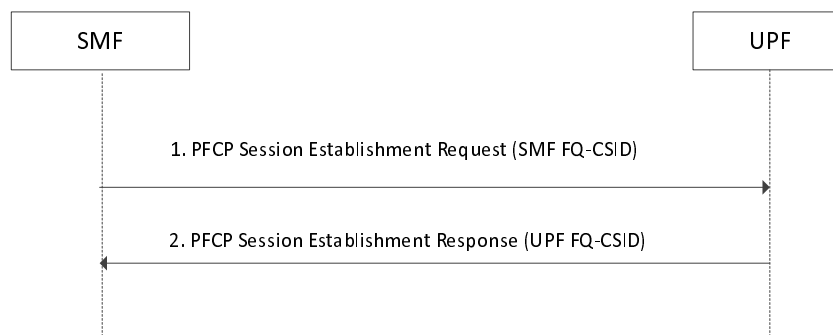 SMF
UPF
1. PFCP Session Establishment Request (SMF FQ-CSID)
2. PFCP Session Establishment Response (UPF FQ-CSID)